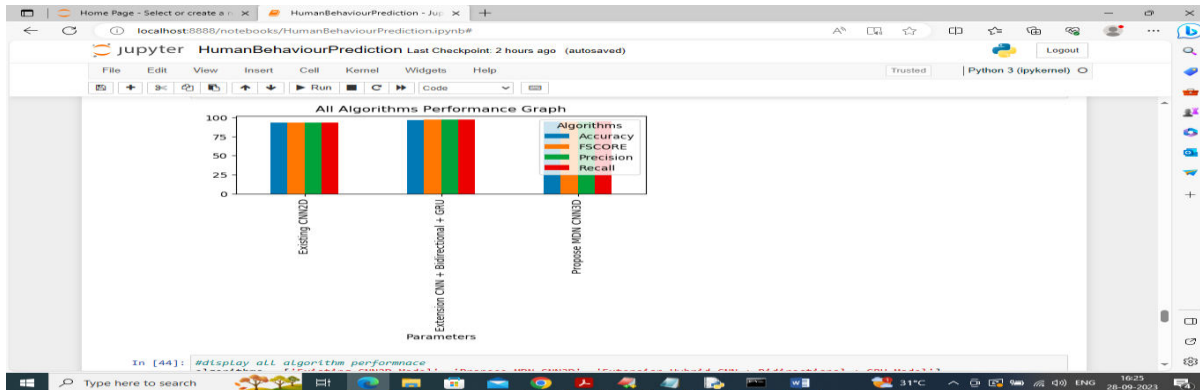 Home Page - Select or create a n
HumanBehaviourPrediction - Jup
localhost:8888/notebooks/HumanBehaviourPrediction.ipynb#
jupyter HumanBehaviourPrediction Last Checkpoint: 2 hours ago (autosaved)
Logout
File Edit View Insert Cell Kernel Widgets Help
Trusted Python 3 (ipykernel)
Run Code
All Algorithms Performance Graph
100
75
50
25
0
Algorithms
Accuracy
FSCORE
Precision
Recall
Existing CNN2D
Extension CNN + Bidirectional + GRU
Propose MDN CNN3D
Parameters
In [44]: #display all algorithm performnace
Type here to search
31°C
ENG
16:25
28-09-2023